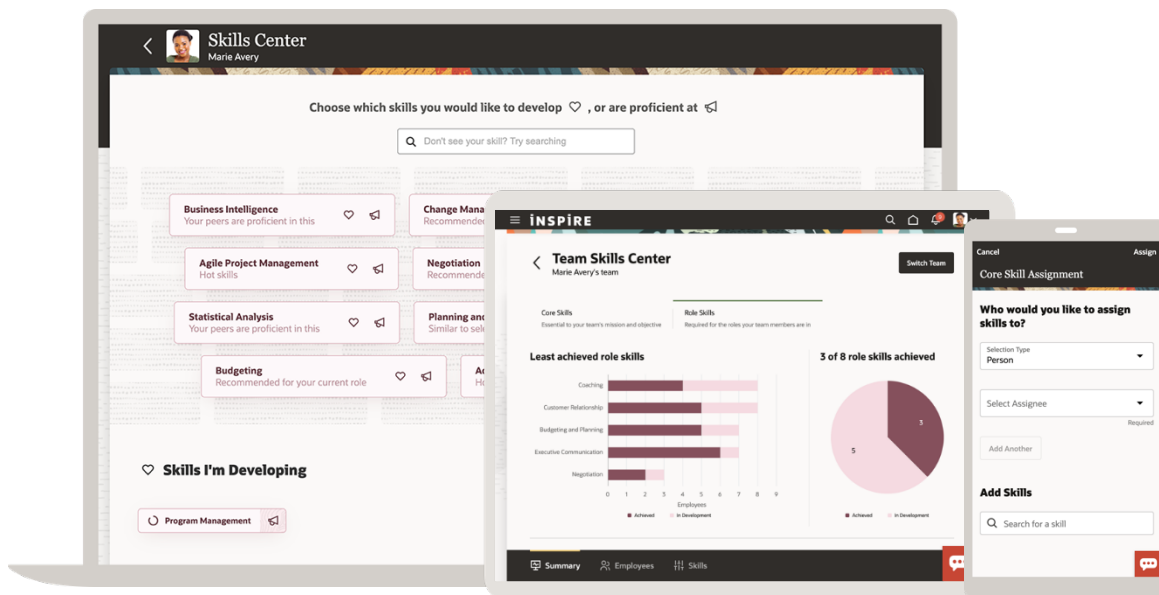 Skills Center
Marie Avery
Choose which skills you would like to develop , or are proficient at
Don't see your skill? Try searching
Business Intelligence
Your peers are proficient in this
Change Mana
Recommended
Agile Project Management
Hot skills
Negotiation
Recommende
Statistical Analysis
Your peers are proficient in this
Planning and
Similar to sele
Budgeting
Recommended for your current role
Skills I'm Developing
Program Management
INSPIRE
Team Skills Center
Marie Avery's team
Switch Team
Core Skills
Essential to your team's mission and objective
Role Skills
Required for the roles your team members are in
Least achieved role skills
Coaching
Customer Relationship
Budgeting and Planning
Executive Communication
Negotiation
0 1 2 3 4 5 6 7 8 9
Employees
Achieved In Development
3 of 8 role skills achieved
3
5
Achieved In Development
Summary Employees Skills
Cancel Assign
Core Skill Assignment
Who would you like to assign
skills to?
Selection Type
Person
Select Assignee
Required
Add Another
Add Skills
Search for a skill